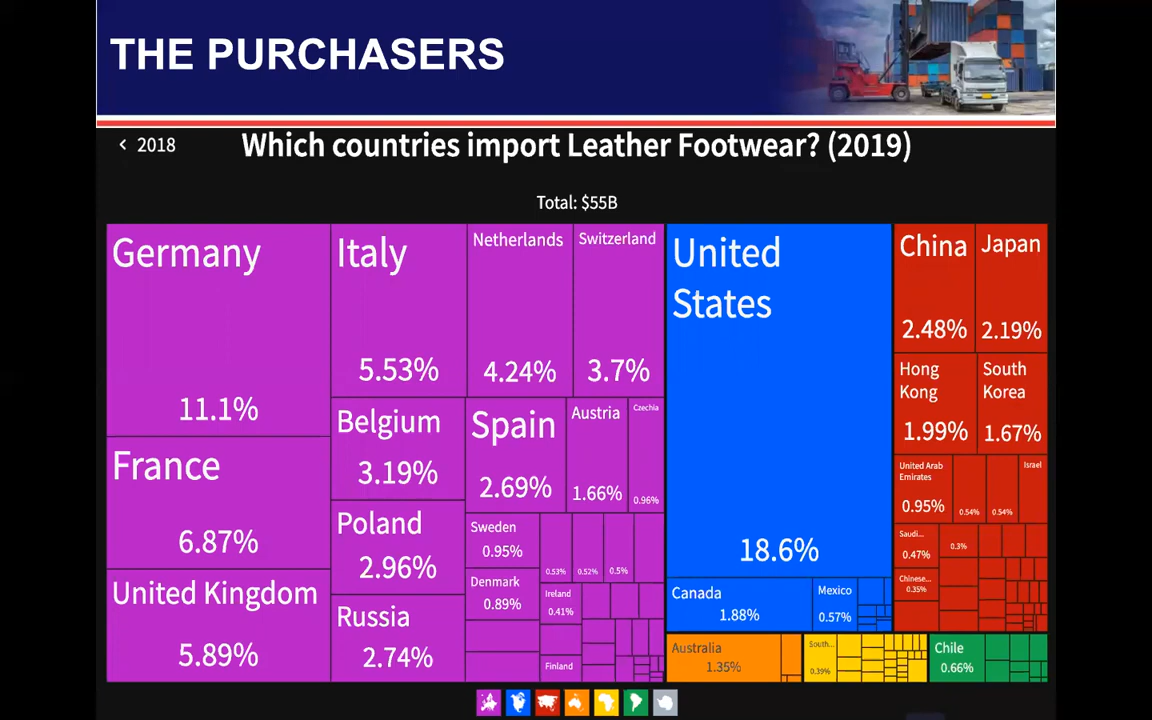 THE PURCHASERS
< 2018
Which countries import Leather Footwear? (2019)
Total: $55B
Germany
11.1%
France
6.87%
United Kingdom
5.89%
Italy
5.53%
Belgium
3.19%
Poland
2.96%
Russia
2.74%
Netherlands
4.24%
Switzerland
3.7%
Spain
2.69%
Austria
1.66%
Czechia
0.96%
Sweden
0.95%
Denmark
0.89%
0.53%
0.52%
0.5%
Ireland
0.41%
Finland
United
States
18.6%
Canada
1.88%
Mexico
0.57%
China
2.48%
Japan
2.19%
Hong
Kong
1.99%
South
Korea
1.67%
United Arab
Emirates
0.95%
0.54%
0.54%
Israel
Saudi...
0.47%
0.3%
Chinese...
0.35%
Australia
1.35%
South...
0.39%
Chile
0.66%